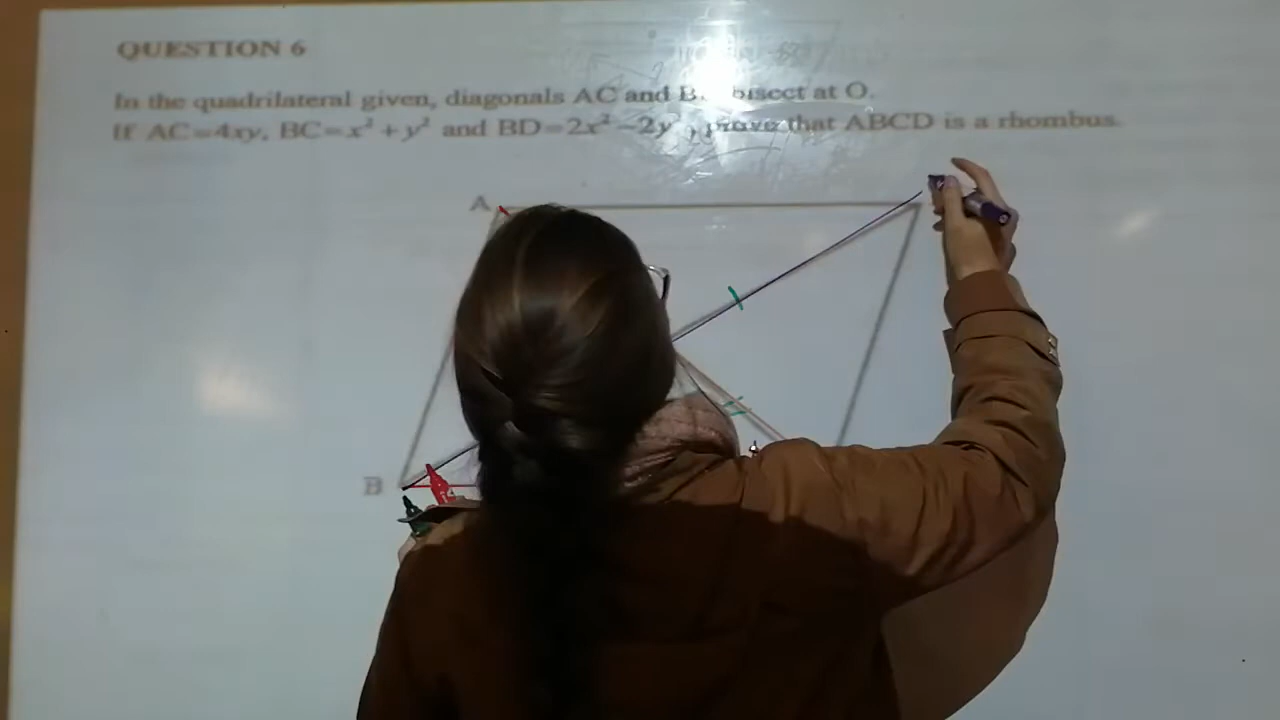 QUESTION 6
In the quadrilateral given, diagonals AC and B bisect at O.
If AC=4xy, BC=x²+y² and BD=2x²-2y², prove that ABCD is a rhombus.
A
B